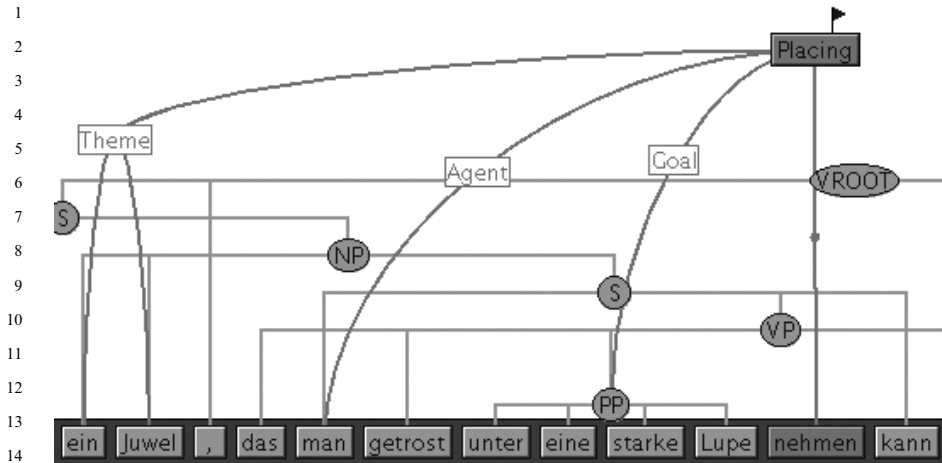 1
2 Placing
3
4
5 Theme
Agent Goal
6 VROOT
7 S
8 NP
9 S
10 VP
11
12 PP
13
14 ein Juwel , das man getrost unter eine starke Lupe nehmen kann